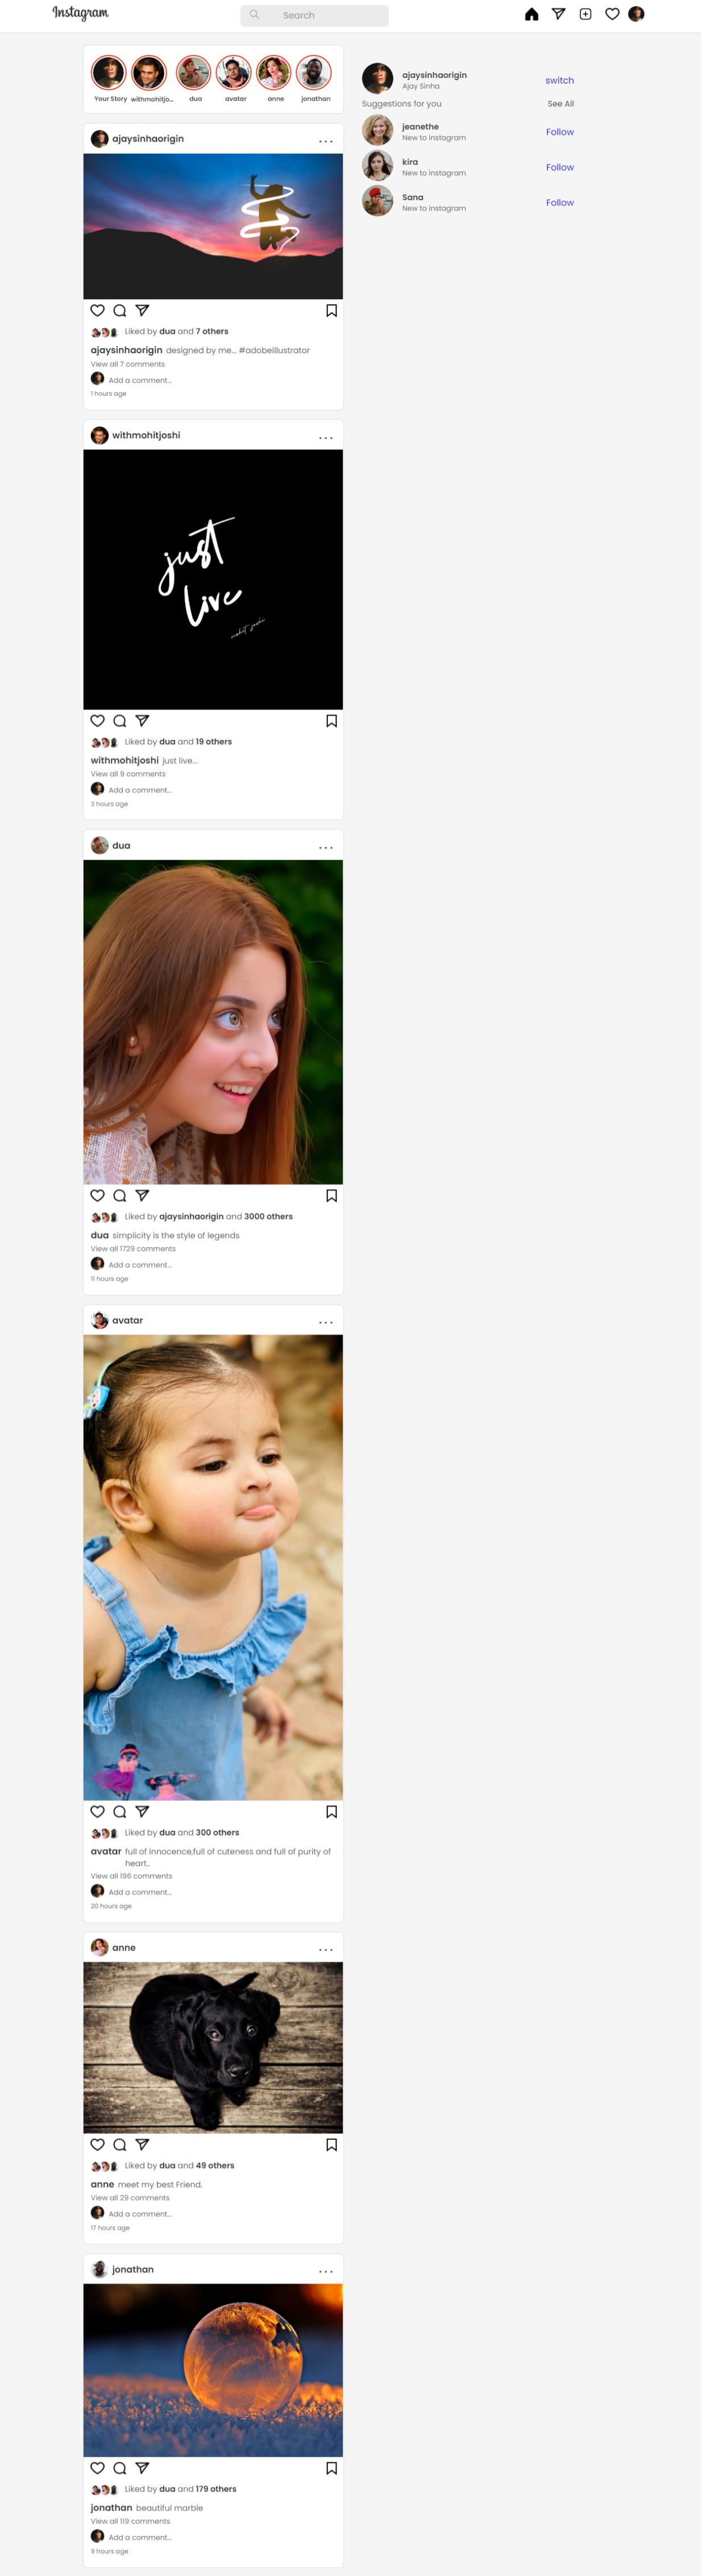 Instagram
Search
Your Story withmohitjo... dua avatar anne jonathan
ajaysinhaorigin
Ajay Sinha
switch
Suggestions for you See All
jeanethe
New to instagram
Follow
kira
New to instagram
Follow
Sana
New to instagram
Follow
ajaysinhaorigin ...
Liked by dua and 7 others
ajaysinhaorigin designed by me... #adobeillustrator
View all 7 comments
Add a comment...
1 hours ago
withmohitjoshi ...
just
live
mohit joshi
Liked by dua and 19 others
withmohitjoshi just live...
View all 9 comments
Add a comment...
3 hours ago
dua ...
Liked by ajaysinhaorigin and 3000 others
dua simplicity is the style of legends
View all 1729 comments
Add a comment...
11 hours ago
avatar ...
Liked by dua and 300 others
avatar full of innocence,full of cuteness and full of purity of
heart..
View all 196 comments
Add a comment...
20 hours ago
anne ...
Liked by dua and 49 others
anne meet my best Friend.
View all 29 comments
Add a comment...
17 hours ago
jonathan ...
Liked by dua and 179 others
jonathan beautiful marble
View all 119 comments
Add a comment...
9 hours ago